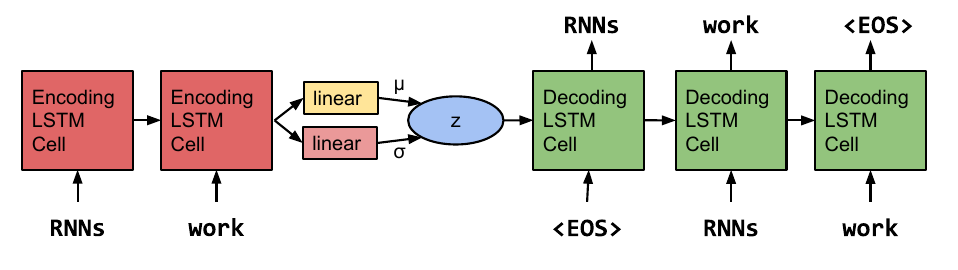 RNNs work <EOS>
Encoding
LSTM
Cell
Encoding
LSTM
Cell
linear
μ
linear
σ
z
Decoding
LSTM
Cell
Decoding
LSTM
Cell
Decoding
LSTM
Cell
RNNs work <EOS> RNNs work